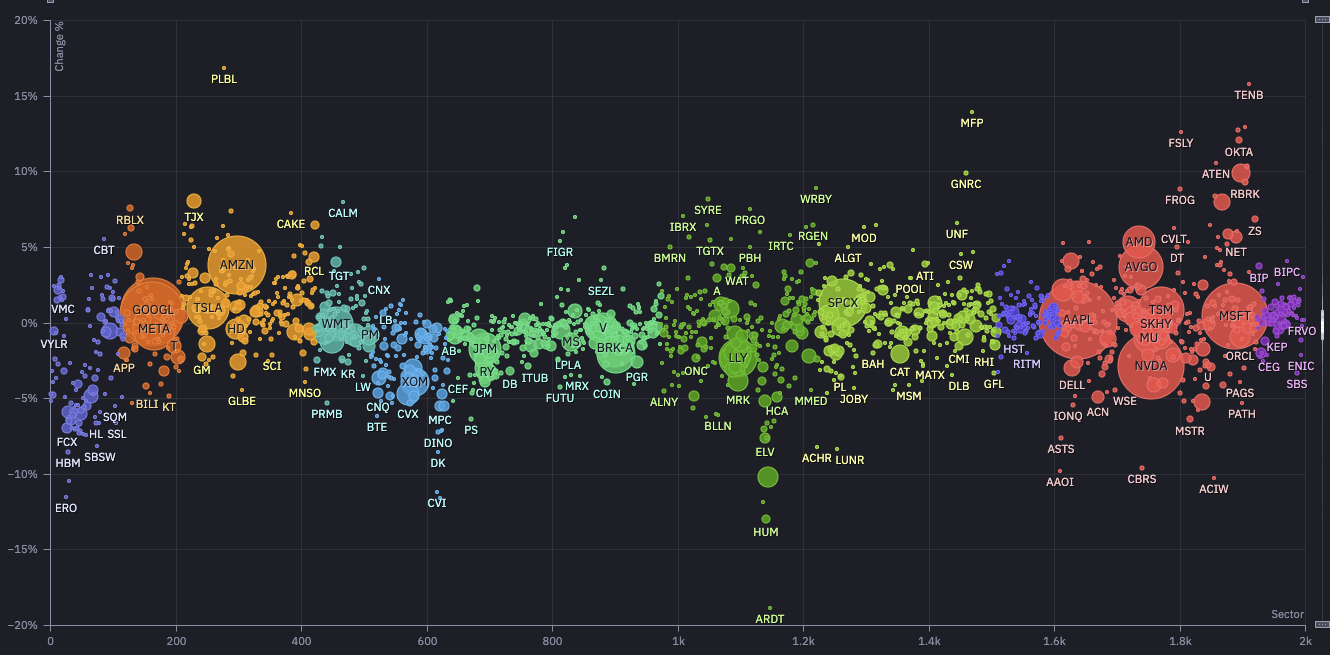 20%
Change %
PLBL
15%
TENB
MFP
FSLY
OKTA
10%
ATEN
GNRC
WRBY
FROG
RBRK
SYRE
CALM
TJX
RBLX
PRGO
IBRX
CAKE
ZS
UNF
RGEN
MOD
CVLT
AMD
5%
CBT
FIGR
IRTC
TGTX
NET
BMRN
PBH
ALGT
DT
AMZN
CSW
AVGO
RCL
TGT
ATI
BIPC
BIP
WAT
CNX
SEZL
A
POOL
SPCX
VMC
GOOGL
TSLA
TSM
LB
AAPL
MSFT
0%
META
HD
WMT
V
SKHY
FRVO
PM
MU
VYLR
T
MS
JPM
BRK-A
HST
KEP
AB
LLY
CMI
RHI
RITM
ORCL
APP
GM
SCI
FMX
KR
RY
LPLA
ONC
BAH
CAT
MATX
NVDA
CEG
ENIC
LW
XOM
DB
ITUB
PGR
PL
DLB
GFL
DELL
U
SBS
MNSO
CEF
CM
MRX
COIN
FUTU
MSM
PAGS
−5%
BILI
KT
GLBE
CNQ
ALNY
MRK
MMED
JOBY
WSE
ACN
PATH
SQM
PRMB
CVX
MPC
HCA
IONQ
BTE
PS
BLLN
MSTR
HL
SSL
FCX
DINO
ELV
ASTS
HBM
SBSW
DK
ACHR
LUNR
−10%
AAOI
CBRS
ACIW
ERO
CVI
HUM
−15%
ARDT
Sector
−20%
0
200
400
600
800
1k
1.2k
1.4k
1.6k
1.8k
2k